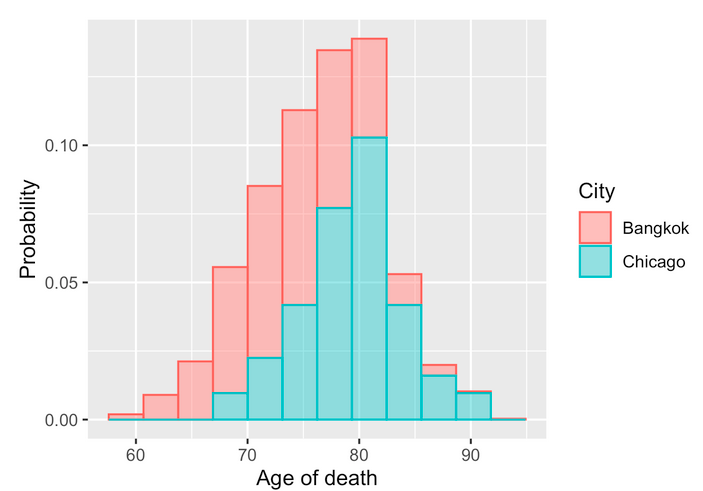 Probability
0.10
0.05
0.00
60 70 80 90
Age of death
City
Bangkok
Chicago